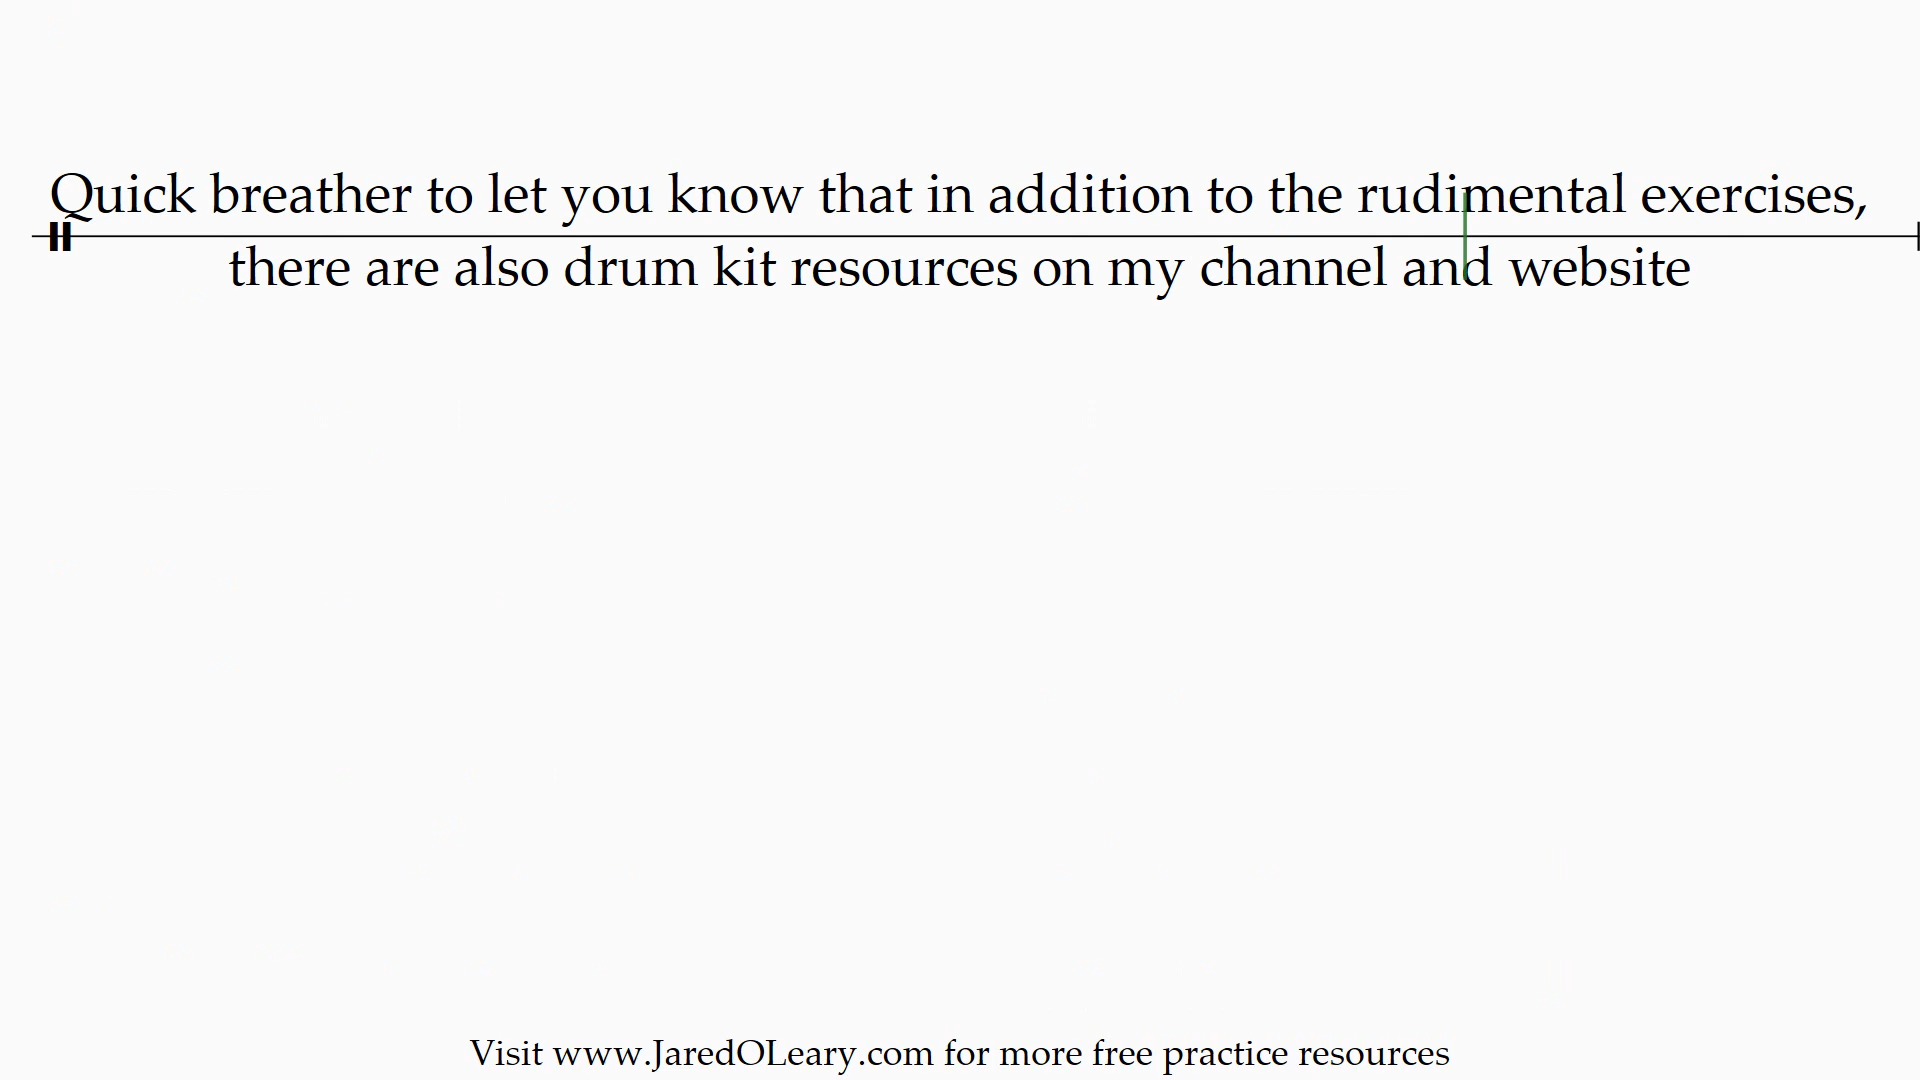 Quick breather to let you know that in addition to the rudimental exercises,
there are also drum kit resources on my channel and website
Visit www.JaredOLeary.com for more free practice resources